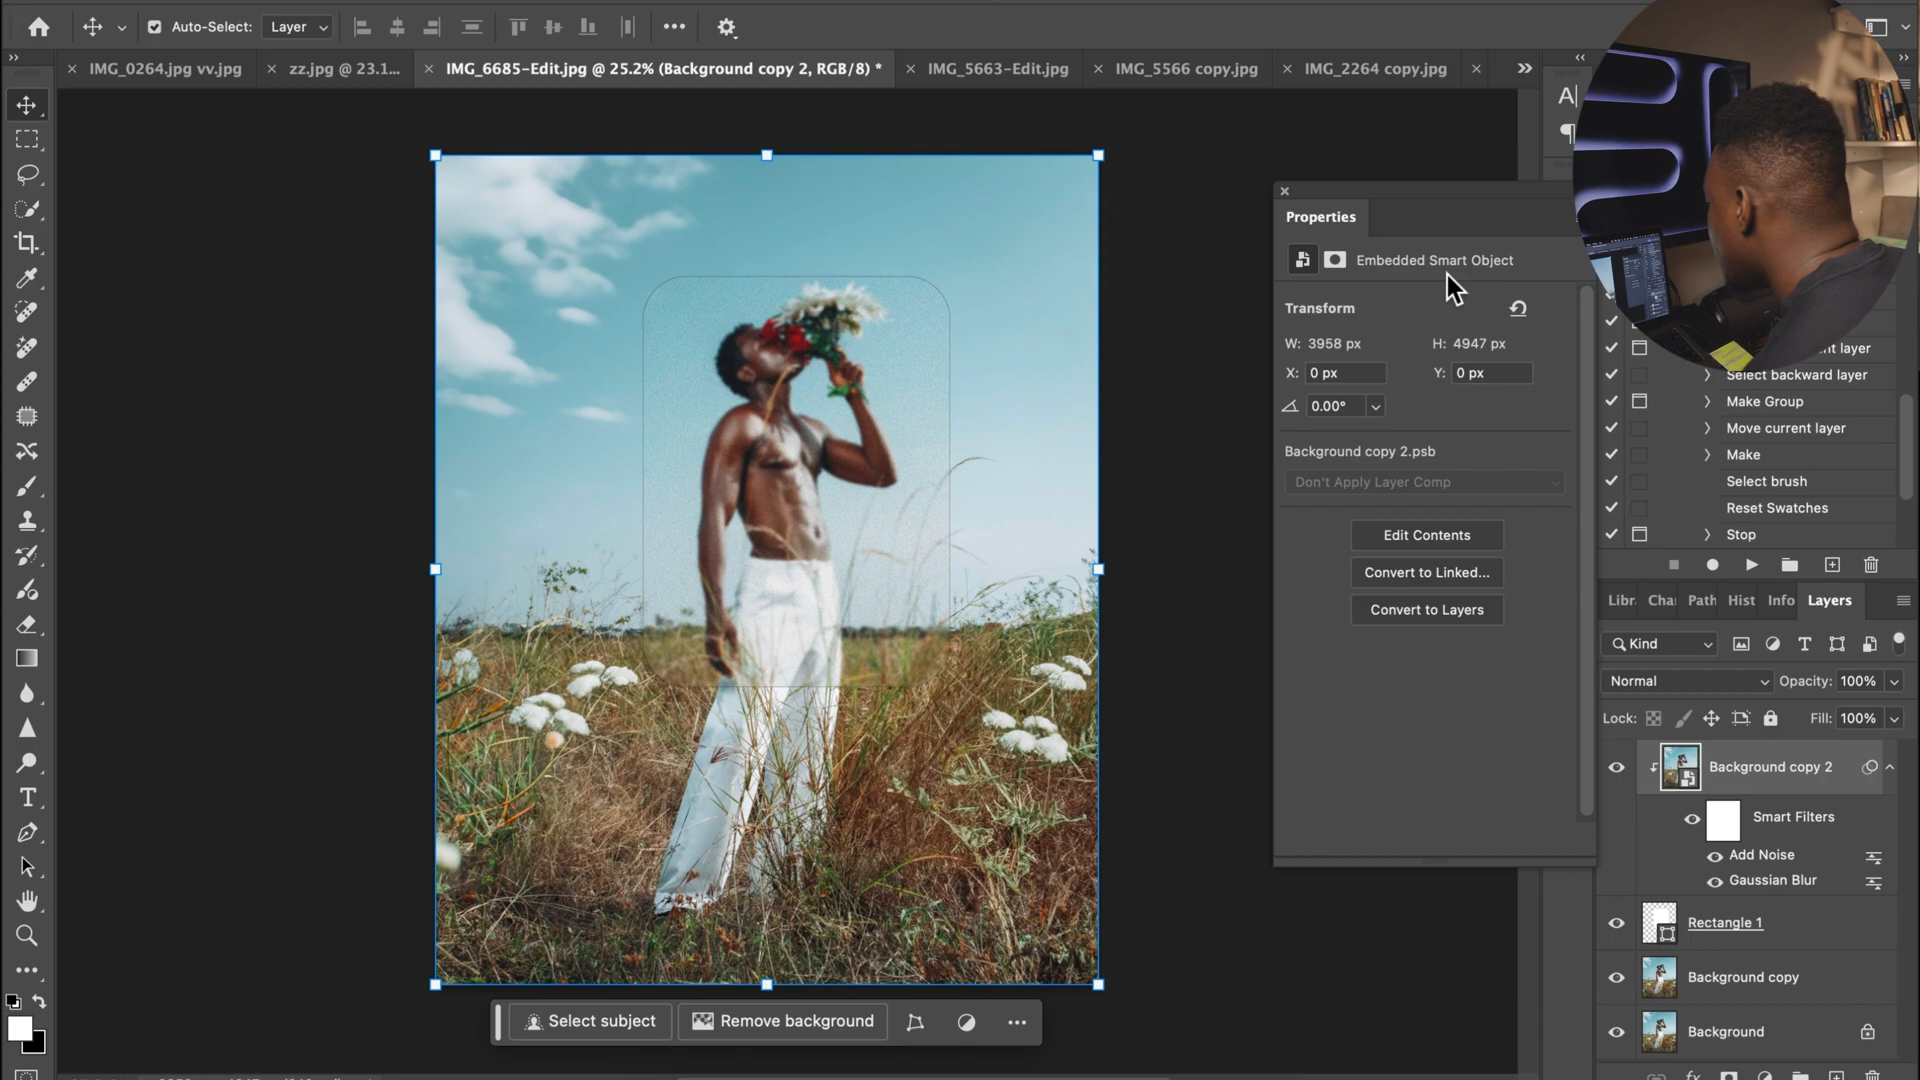 Auto-Select:
Layer
IMG_0264.jpg vv.jpg
zz.jpg @ 23.1...
IMG_6685-Edit.jpg @ 25.2% (Background copy 2, RGB/8) *
IMG_5663-Edit.jpg
IMG_5566 copy.jpg
IMG_2264 copy.jpg
A|
Properties
Embedded Smart Object
Transform
W: 3958 px
H: 4947 px
X: 0 px
Y: 0 px
0.00°
Background copy 2.psb
Don't Apply Layer Comp
Edit Contents
Convert to Linked...
Convert to Layers
layer
Select backward layer
Make Group
Move current layer
Make
Select brush
Reset Swatches
Stop
Libr
Cha
Path
Hist
Info
Layers
Kind
Normal
Opacity: 100%
Lock:
Fill: 100%
Background copy 2
Smart Filters
Add Noise
Gaussian Blur
Rectangle 1
Background copy
Background
fx
T
Select subject
Remove background